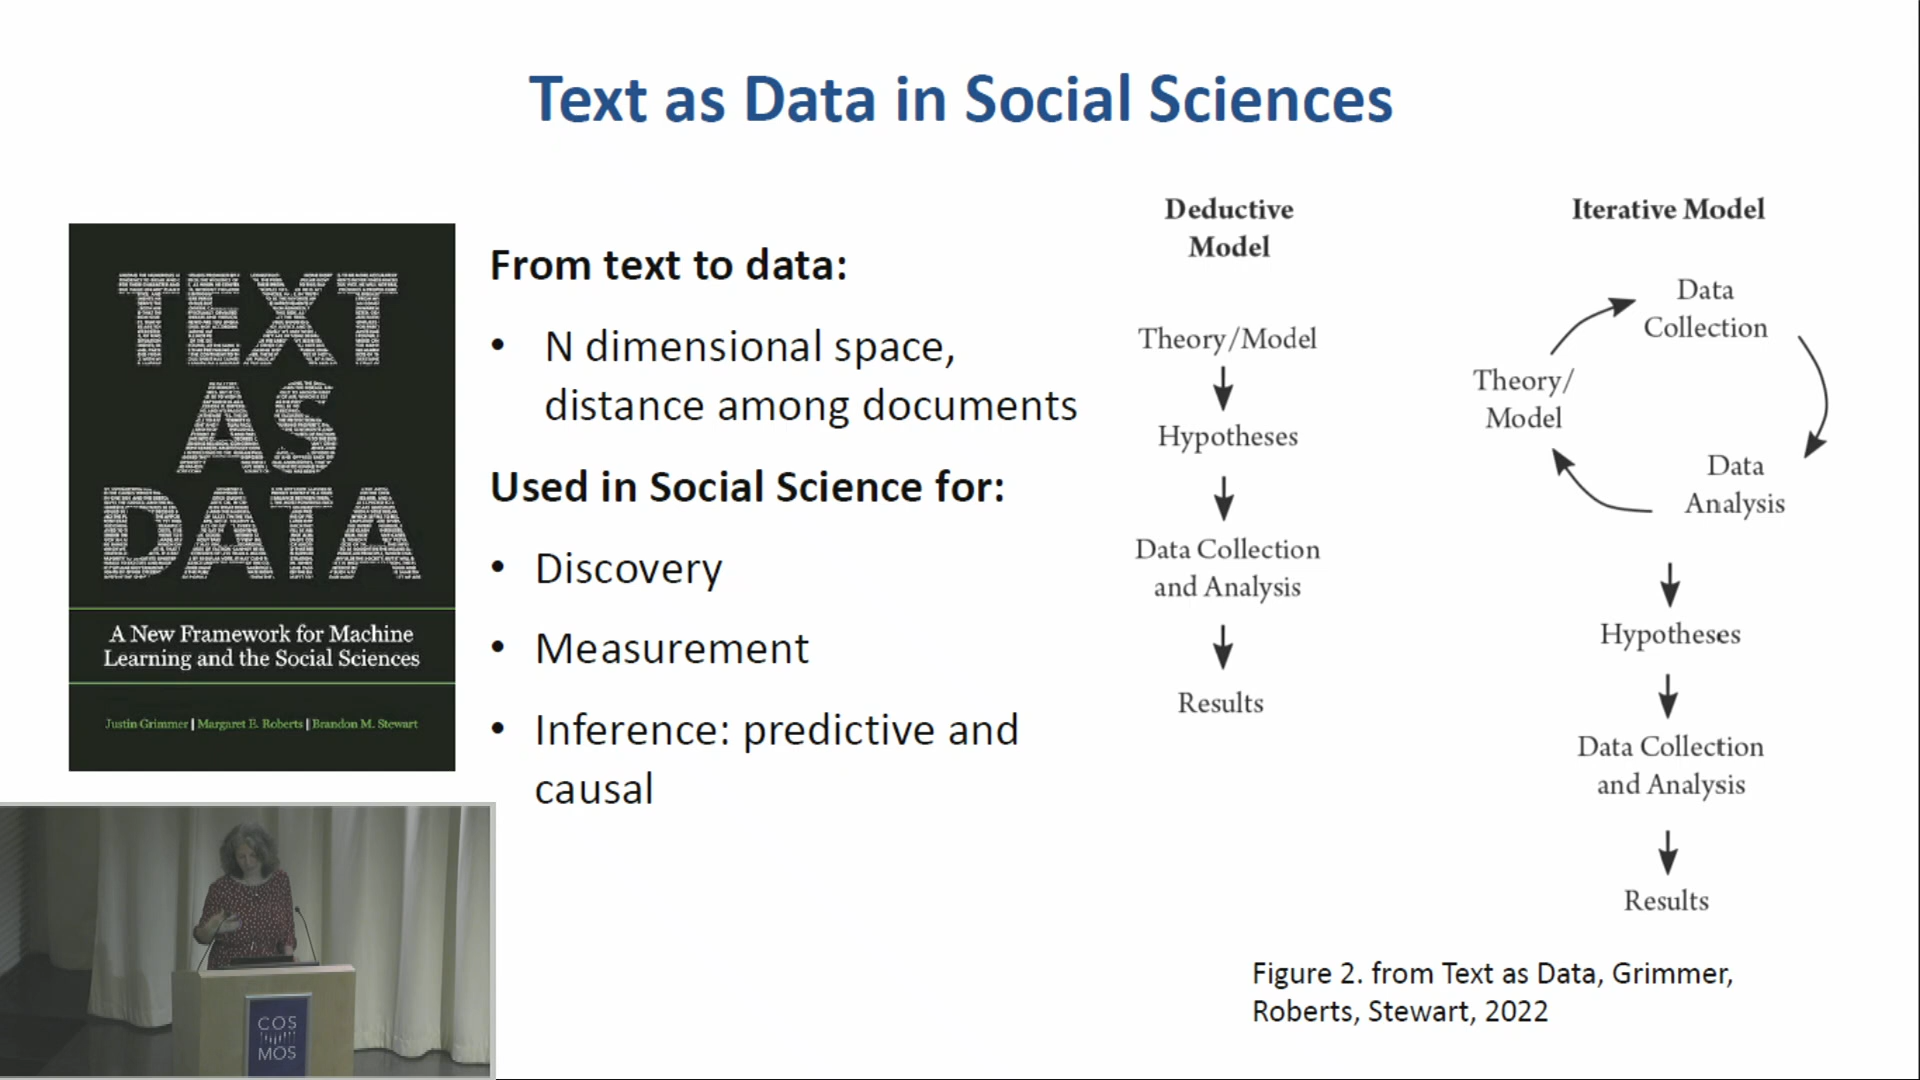 Text as Data in Social Sciences
TEXT
AS
DATA
A New Framework for Machine
Learning and the Social Sciences
Justin Grimmer | Margaret E. Roberts | Brandon M. Stewart
From text to data:
• N dimensional space,
distance among documents
Used in Social Science for:
• Discovery
• Measurement
• Inference: predictive and
causal
Deductive
Model
Theory/Model
Hypotheses
Data Collection
and Analysis
Results
Iterative Model
Data
Collection
Theory/
Model
Data
Analysis
Hypotheses
Data Collection
and Analysis
Results
Figure 2. from Text as Data, Grimmer,
Roberts, Stewart, 2022
COS
MOS